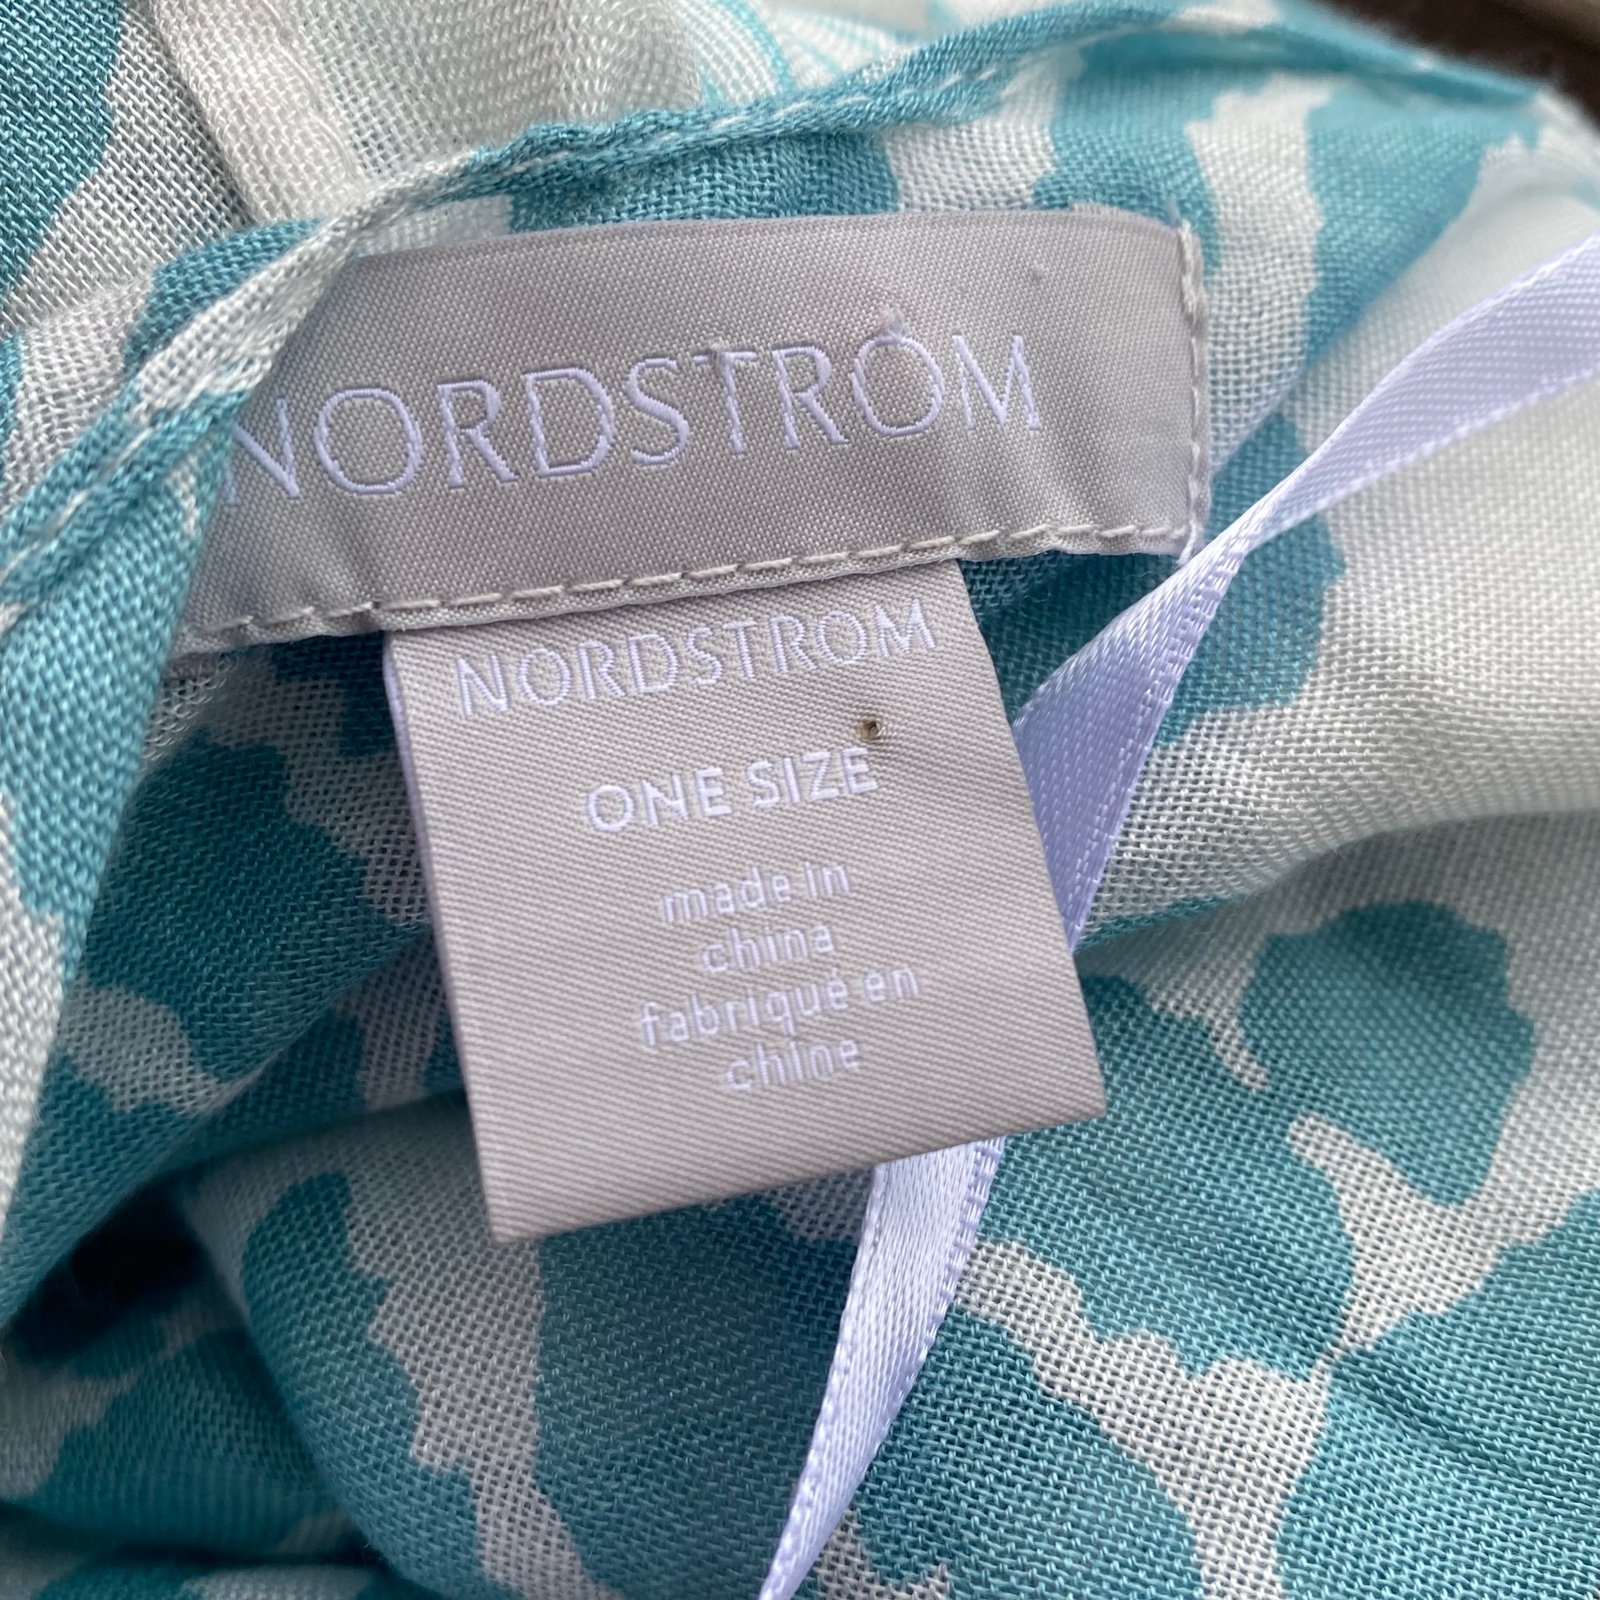 NORDSTROM
NORDSTROM
ONE SIZE
made in
china
fabriqué en
chine